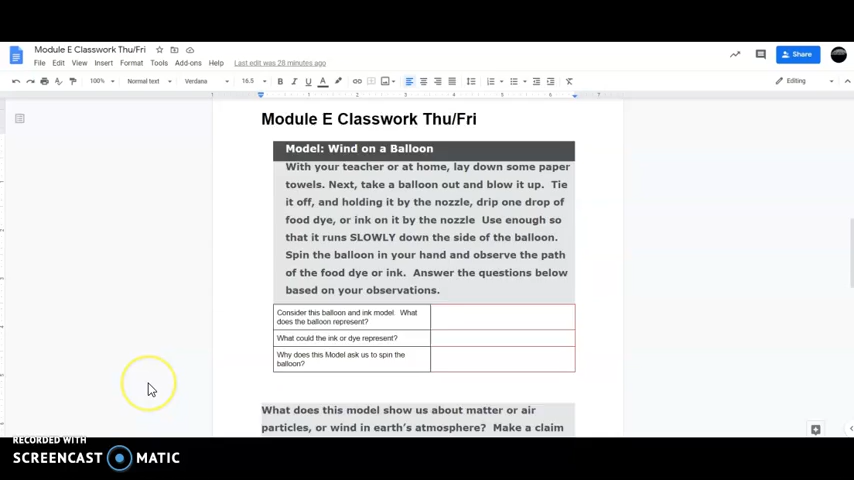 Module E Classwork Thu/Fri
File Edit View Insert Format Tools Add-ons Help Last edit was 28 minutes ago
Share
100% Normal text Verdana 16.5 B I U A Editing
1 1 2 3 4 5 6 7
Module E Classwork Thu/Fri
Model: Wind on a Balloon
With your teacher or at home, lay down some paper
towels. Next, take a balloon out and blow it up. Tie
it off, and holding it by the nozzle, drip one drop of
food dye, or ink on it by the nozzle Use enough so
that it runs SLOWLY down the side of the balloon.
Spin the balloon in your hand and observe the path
of the food dye or ink. Answer the questions below
based on your observations.
Consider this balloon and ink model. What
does the balloon represent?
What could the ink or dye represent?
Why does this Model ask us to spin the
balloon?
What does this model show us about matter or air
particles, or wind in earth's atmosphere? Make a claim
RECORDED WITH
SCREENCAST MATIC